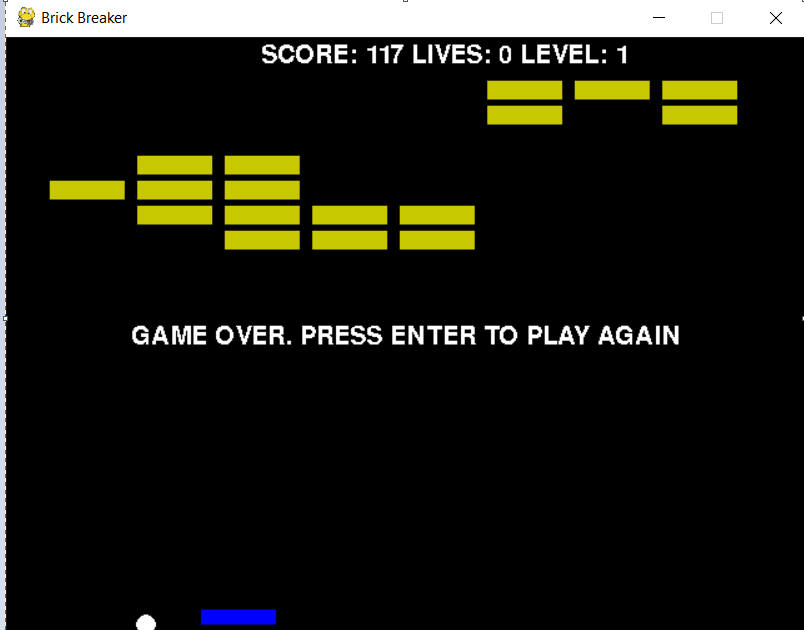 Brick Breaker
SCORE: 117 LIVES: 0 LEVEL: 1
GAME OVER. PRESS ENTER TO PLAY AGAIN